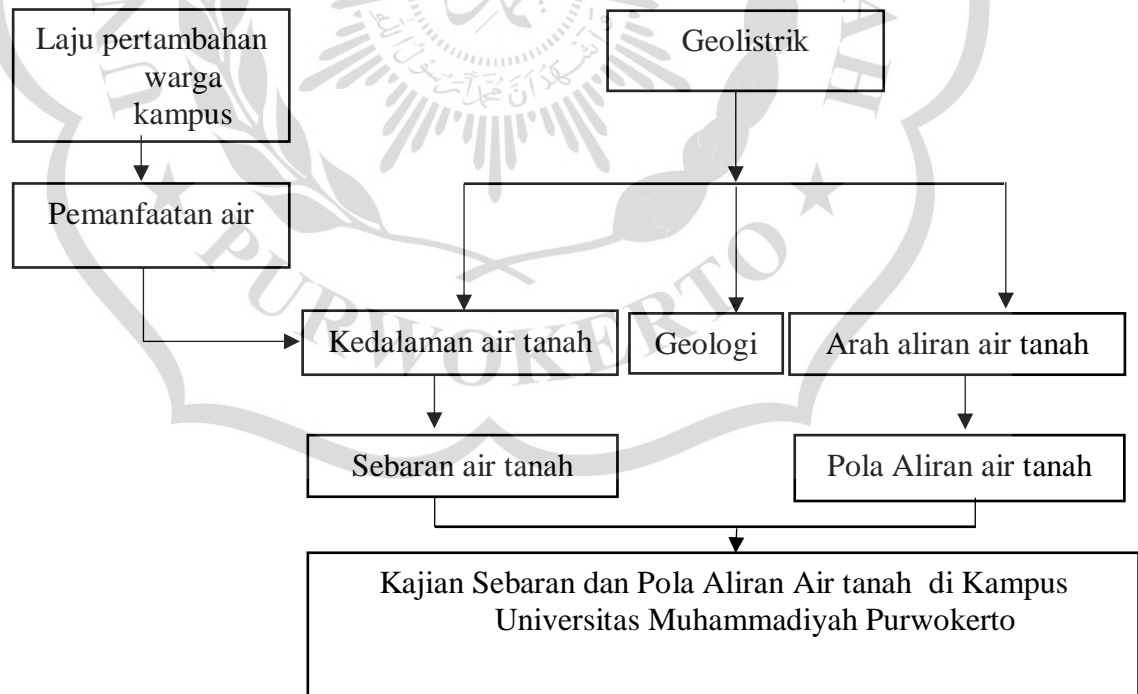 Laju pertambahan
warga
kampus
Geolistrik
Pemanfaatan air
Kedalaman air tanah
Geologi
Arah aliran air tanah
Sebaran air tanah
Pola Aliran air tanah
Kajian Sebaran dan Pola Aliran Air tanah di Kampus
Universitas Muhammadiyah Purwokerto
PURWOKERTO